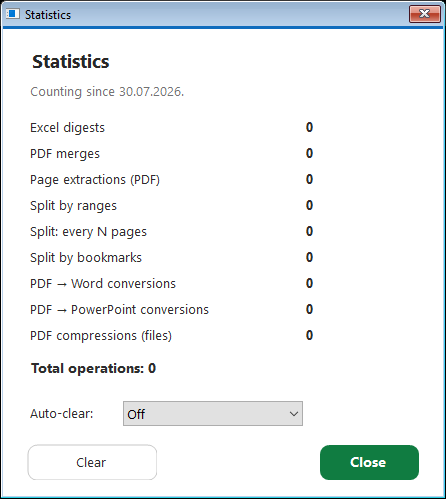 Statistics
Statistics
Counting since 30.07.2026.
Excel digests 0
PDF merges 0
Page extractions (PDF) 0
Split by ranges 0
Split: every N pages 0
Split by bookmarks 0
PDF → Word conversions 0
PDF → PowerPoint conversions 0
PDF compressions (files) 0
Total operations: 0
Auto-clear: Off
Clear Close